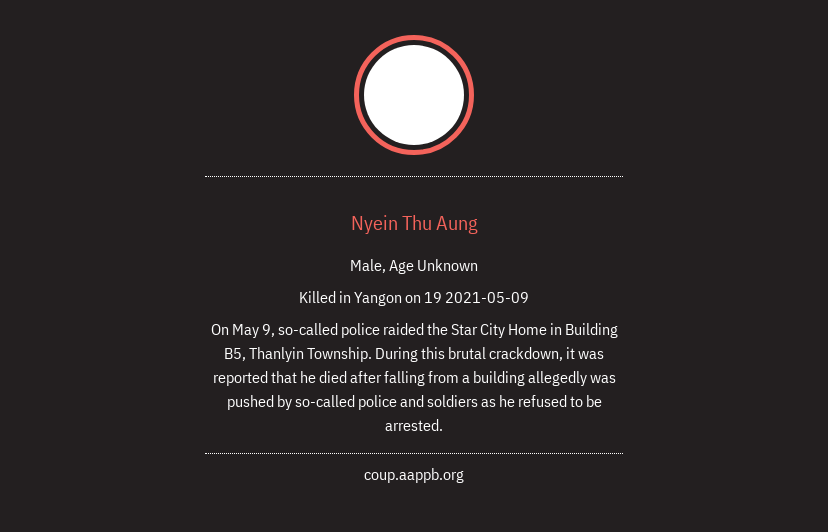 Nyein Thu Aung
Male, Age Unknown
Killed in Yangon on 19 2021-05-09
On May 9, so-called police raided the Star City Home in Building
B5, Thanlyin Township. During this brutal crackdown, it was
reported that he died after falling from a building allegedly was
pushed by so-called police and soldiers as he refused to be
arrested.
coup.aappb.org